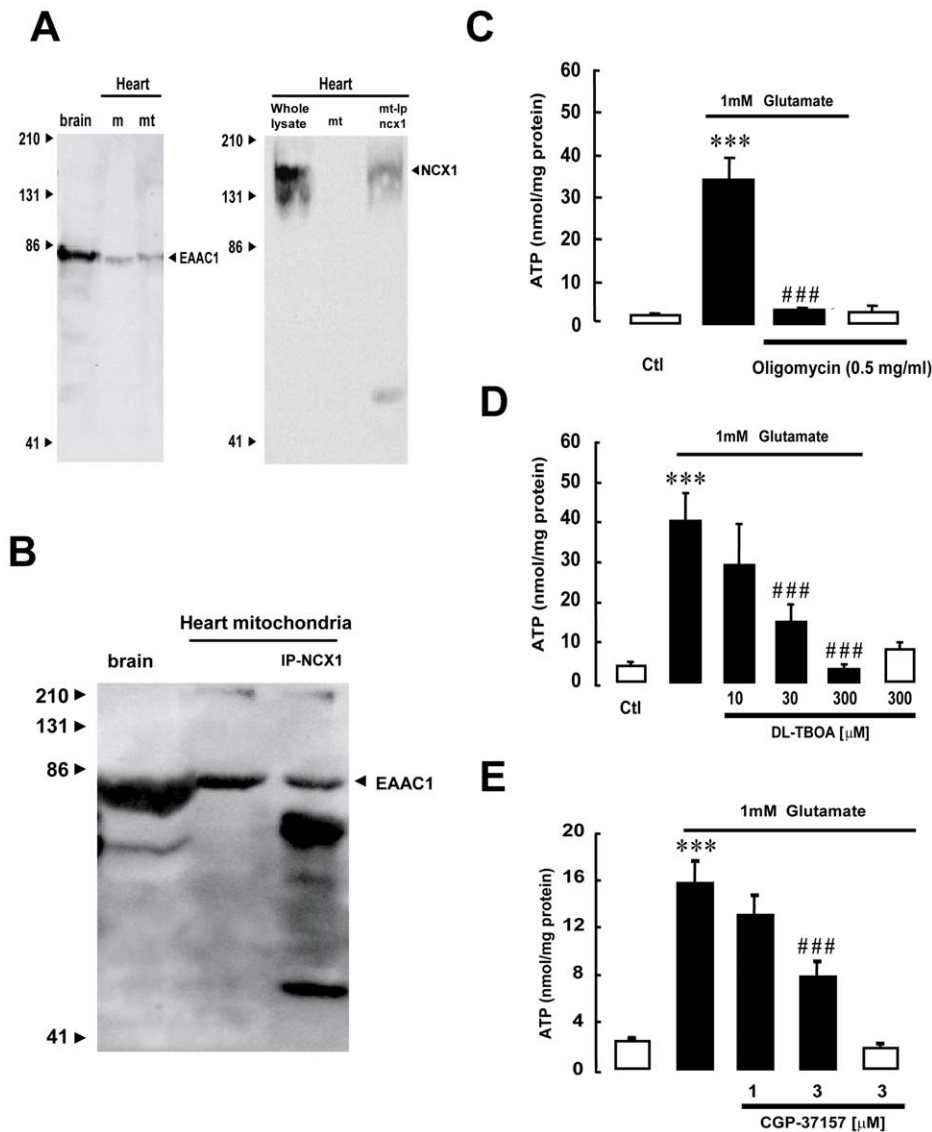 A
Heart
brain m mt
210
131
86
EAAC1
41
Heart
Whole lysate mt mt-Ip ncx1
210
131
86
41
NCX1
B
Heart mitochondria
brain IP-NCX1
210
131
86
EAAC1
41
C
ATP (nmol/mg protein)
60
50
40
30
20
10
0
1mM Glutamate
***
###
Ctl
Oligomycin (0.5 mg/ml)
D
ATP (nmol/mg protein)
60
50
40
30
20
10
0
1mM Glutamate
***
###
###
Ctl
10 30 300 300
DL-TBOA [µM]
E
ATP (nmol/mg protein)
20
16
12
8
4
0
1mM Glutamate
***
###
1 3 3
CGP-37157 [µM]